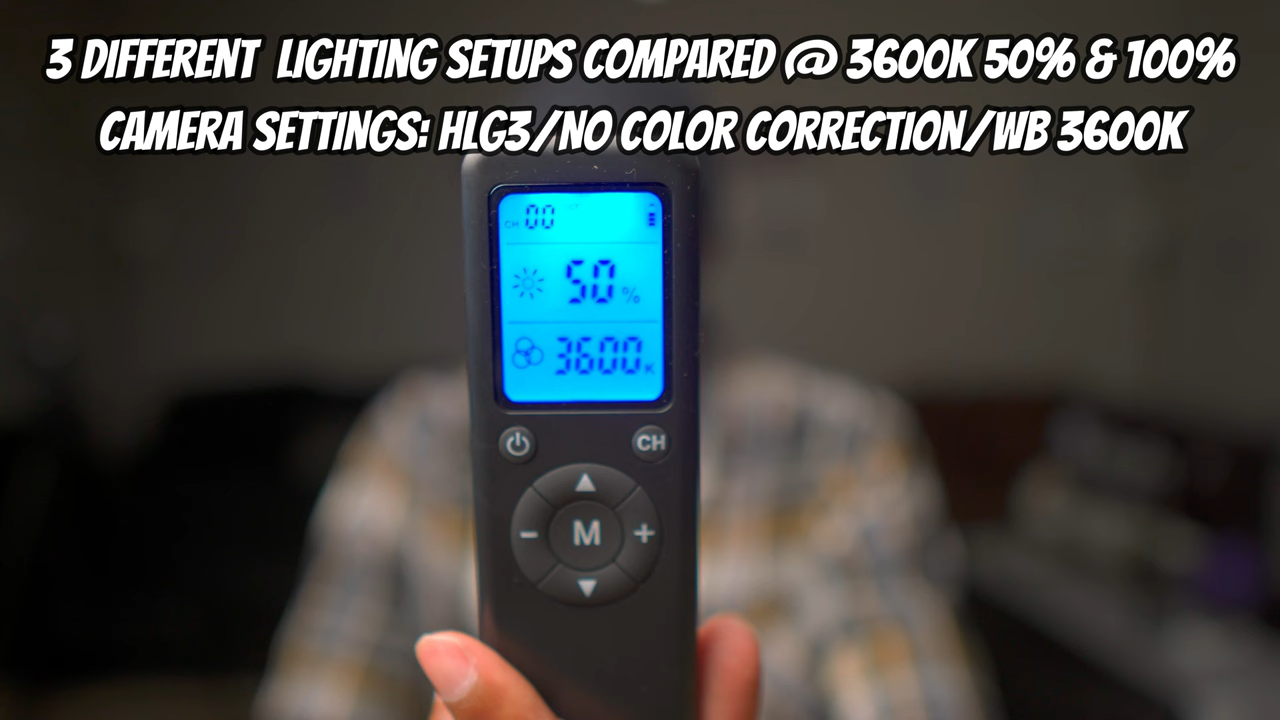 3 DIFFERENT LIGHTING SETUPS COMPARED @ 3600K 50% & 100%
CAMERA SETTINGS: HLG3/NO COLOR CORRECTION/WB 3600K
CH 00
50%
3600K
CH
- M +